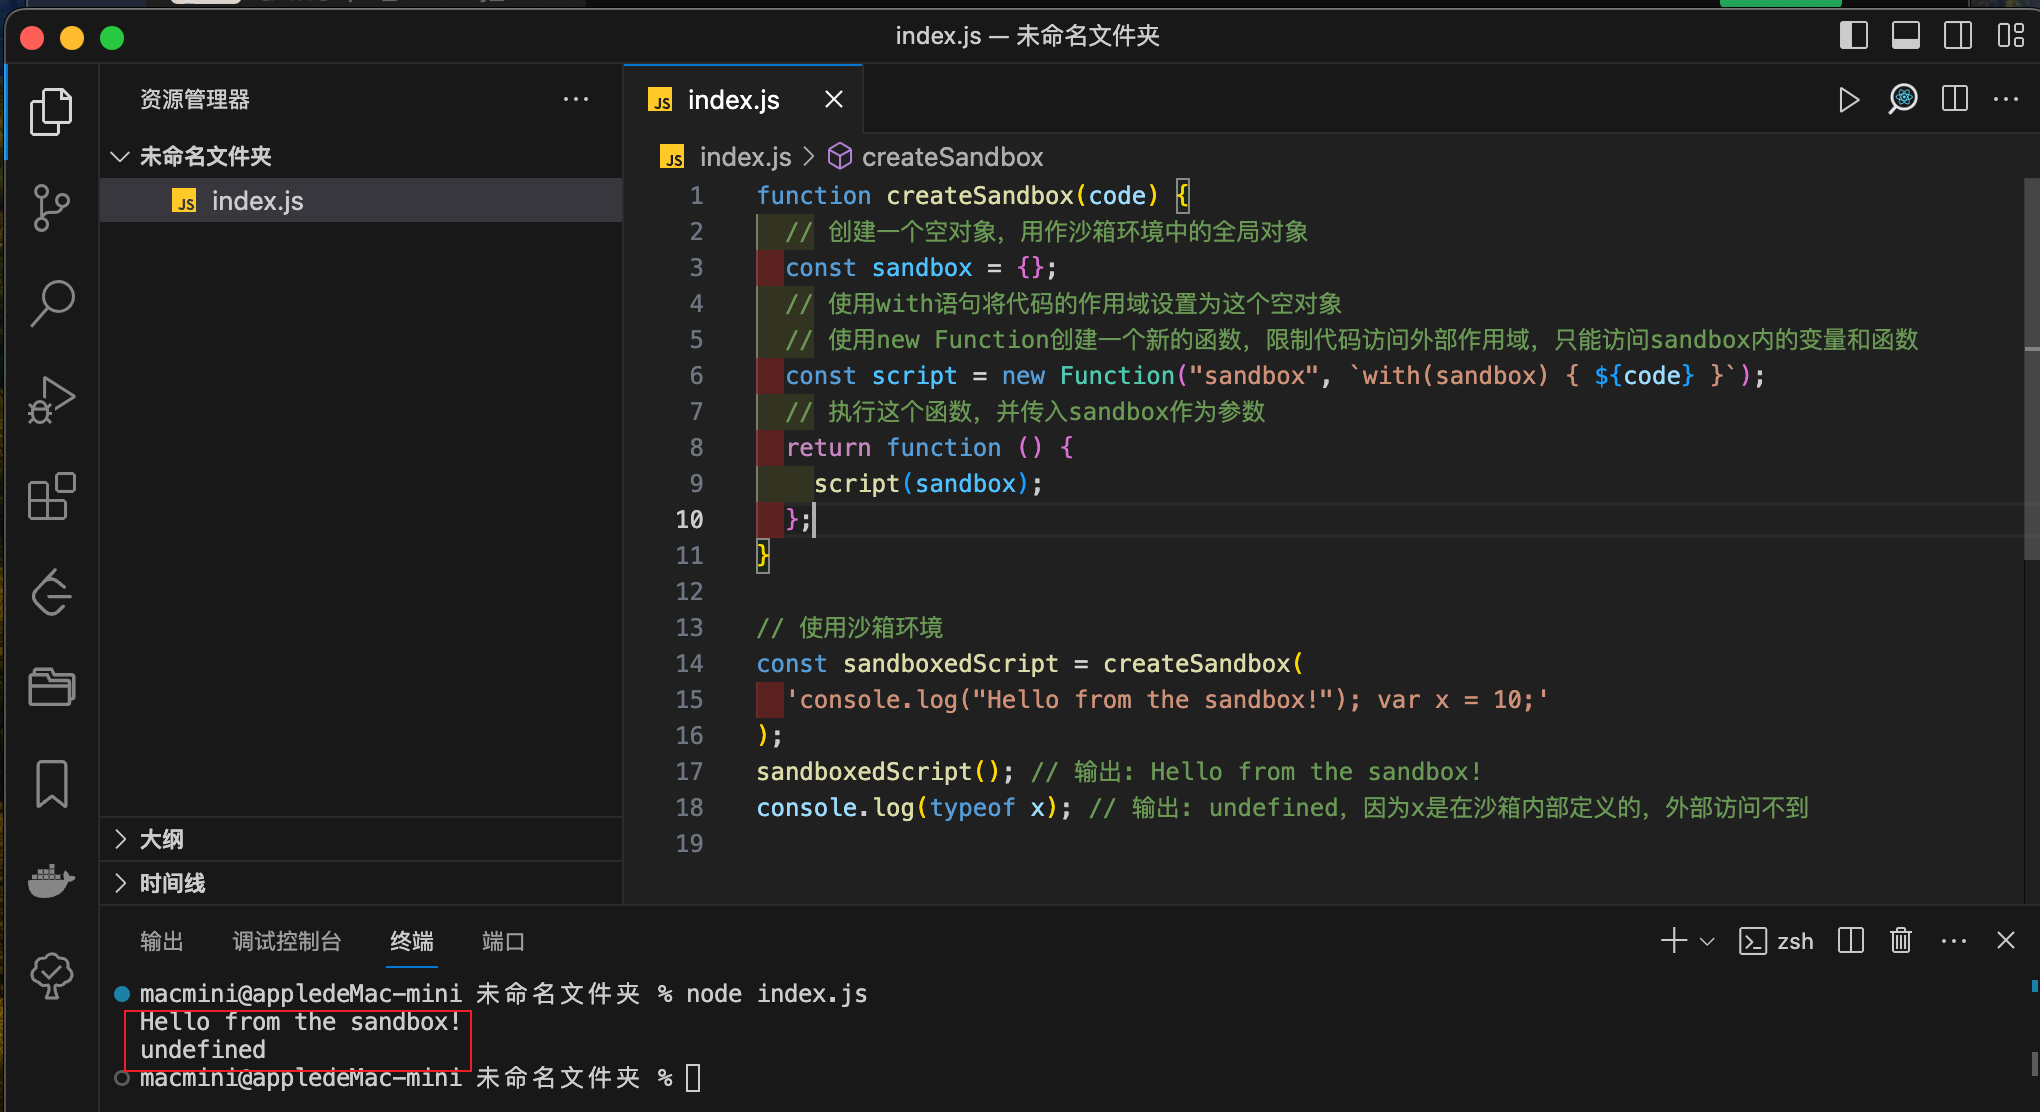 index.js — 未命名文件夹
资源管理器
未命名文件夹
JS index.js
大纲
时间线
JS index.js
JS index.js > createSandbox
1 function createSandbox(code) {
2 // 创建一个空对象，用作沙箱环境中的全局对象
3 const sandbox = {};
4 // 使用with语句将代码的作用域设置为这个空对象
5 // 使用new Function创建一个新的函数，限制代码访问外部作用域，只能访问sandbox内的变量和函数
6 const script = new Function("sandbox", `with(sandbox) { ${code} }`);
7 // 执行这个函数，并传入sandbox作为参数
8 return function () {
9 script(sandbox);
10 };
11 }
12
13 // 使用沙箱环境
14 const sandboxedScript = createSandbox(
15 'console.log("Hello from the sandbox!"); var x = 10;'
16 );
17 sandboxedScript(); // 输出: Hello from the sandbox!
18 console.log(typeof x); // 输出: undefined，因为x是在沙箱内部定义的，外部访问不到
19
输出 调试控制台 终端 端口
zsh
macmini@appledeMac-mini 未命名文件夹 % node index.js
Hello from the sandbox!
undefined
macmini@appledeMac-mini 未命名文件夹 %